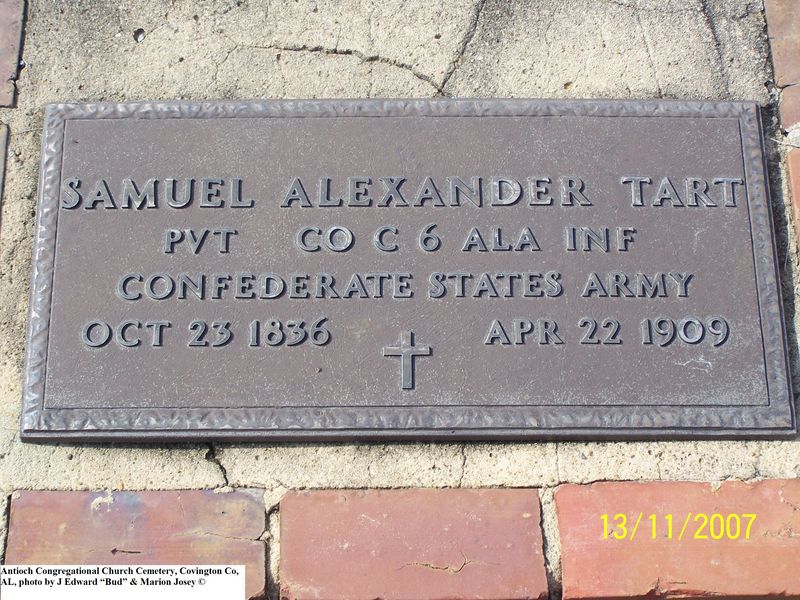 SAMUEL ALEXANDER TART
PVT CO C 6 ALA INF
CONFEDERATE STATES ARMY
OCT 23 1836 APR 22 1909
13/11/2007
Antioch Congregational Church Cemetery, Covington Co,
AL, photo by J Edward “Bud” & Marion Josey ©